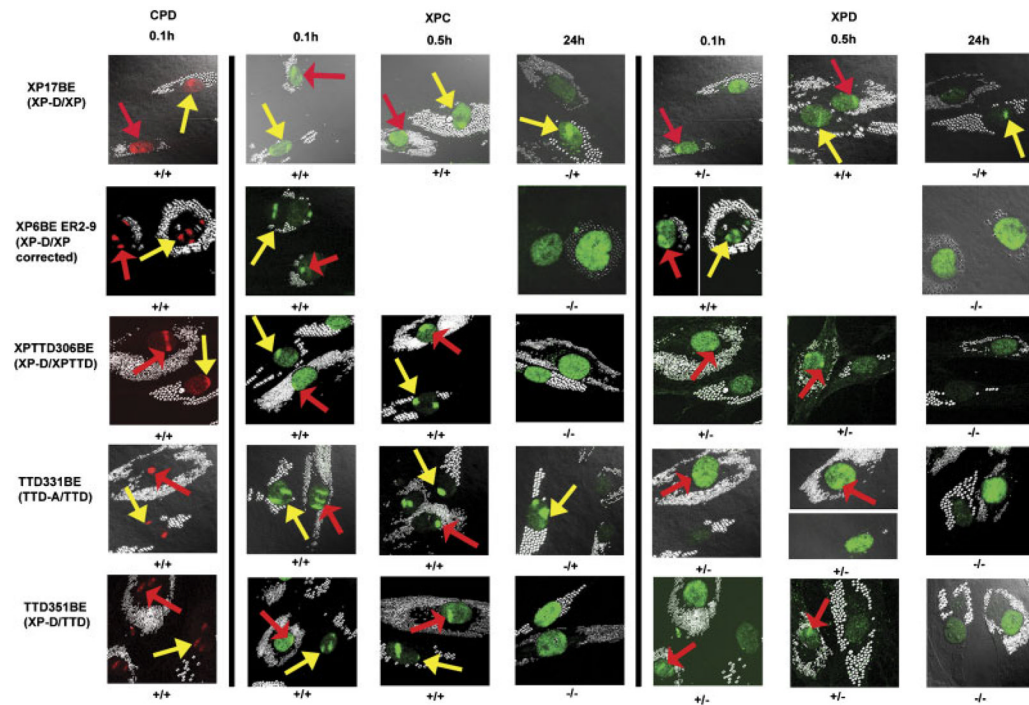 CPD XPC XPD
0.1h 0.1h 0.5h 24h 0.1h 0.5h 24h
XP17BE
(XP-D/XP)
+/+ +/+ +/+ -/+ +/- +/+ -/+
XP6BE ER2-9
(XP-D/XP
corrected)
+/+ +/+ -/- +/+ -/-
XPTTD306BE
(XP-D/XPTTD)
+/+ +/+ +/+ -/- +/- +/- -/-
TTD331BE
(TTD-A/TTD)
+/+ +/+ +/+ -/+ +/- +/- -/-
TTD351BE
(XP-D/TTD)
+/+ +/+ +/+ -/- +/- +/- -/-